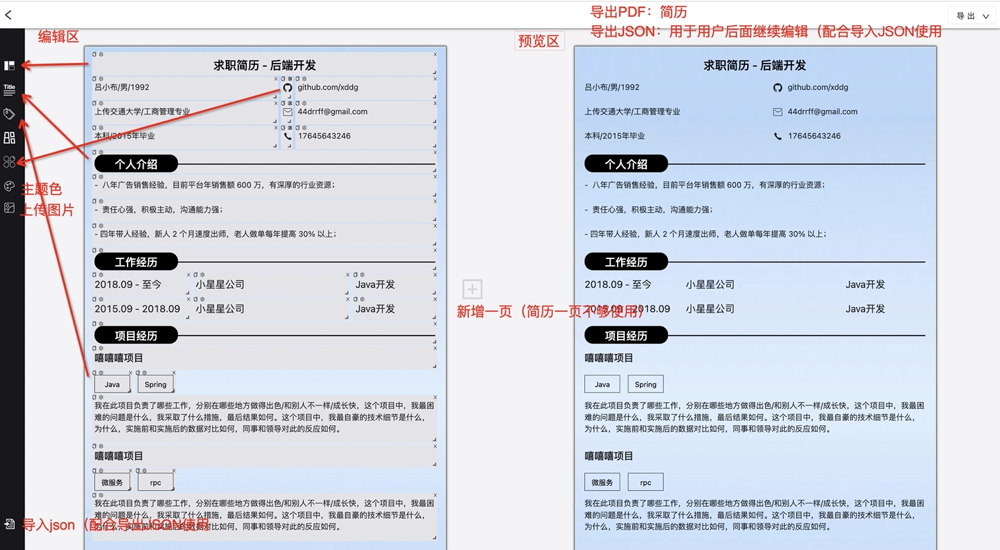 导出PDF：简历
导 出
导出JSON：用于用户后面继续编辑（配合导入JSON使用
编辑区
预览区
Title
主题色
上传图片
导入json（配合导出JSON使用
求职简历 - 后端开发
吕小布/男/1992
github.com/xddg
上传交通大学/工商管理专业
44drrff@gmail.com
本科/2015年毕业
17645643246
个人介绍
- 八年广告销售经验，目前平台年销售额 600 万，有深厚的行业资源；
- 责任心强，积极主动，沟通能力强；
- 四年带人经验，新人 2 个月速度出师，老人做单每年提高 30% 以上；
工作经历
2018.09 - 至今 小星星公司 Java开发
2015.09 - 2018.09 小星星公司 Java开发
项目经历
嘻嘻嘻项目
Java Spring
我在此项目负责了哪些工作，分别在哪些地方做得出色/和别人不一样/成长快，这个项目中，我最困
难的问题是什么，我采取了什么措施，最后结果如何。这个项目中，我最自豪的技术细节是什么，
为什么，实施前和实施后的数据对比如何，同事和领导对此的反应如何。
嘻嘻嘻项目
微服务 rpc
我在此项目负责了哪些工作，分别在哪些地方做得出色/和别人不一样/成长快，这个项目中，我最困
难的问题是什么，我采取了什么措施，最后结果如何。这个项目中，我最自豪的技术细节是什么，
为什么，实施前和实施后的数据对比如何，同事和领导对此的反应如何。
新增一页（简历一页不够使用）
求职简历 - 后端开发
吕小布/男/1992
github.com/xddg
上传交通大学/工商管理专业
44drrff@gmail.com
本科/2015年毕业
17645643246
个人介绍
- 八年广告销售经验，目前平台年销售额 600 万，有深厚的行业资源；
- 责任心强，积极主动，沟通能力强；
- 四年带人经验，新人 2 个月速度出师，老人做单每年提高 30% 以上；
工作经历
2018.09 - 至今 小星星公司 Java开发
2015.09 - 2018.09 小星星公司 Java开发
项目经历
嘻嘻嘻项目
Java Spring
我在此项目负责了哪些工作，分别在哪些地方做得出色/和别人不一样/成长快，这个项目中，我最困
难的问题是什么，我采取了什么措施，最后结果如何。这个项目中，我最自豪的技术细节是什么，
为什么，实施前和实施后的数据对比如何，同事和领导对此的反应如何。
嘻嘻嘻项目
微服务 rpc
我在此项目负责了哪些工作，分别在哪些地方做得出色/和别人不一样/成长快，这个项目中，我最困
难的问题是什么，我采取了什么措施，最后结果如何。这个项目中，我最自豪的技术细节是什么，
为什么，实施前和实施后的数据对比如何，同事和领导对此的反应如何。